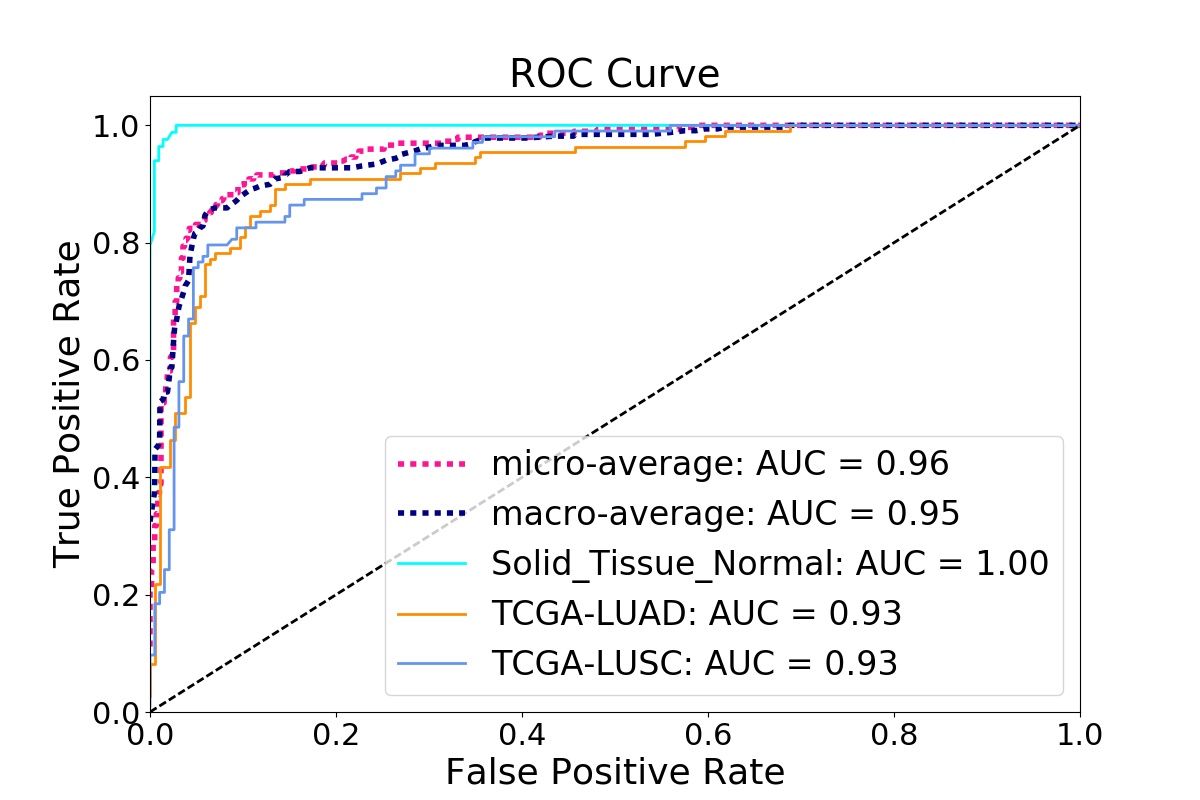 ROC Curve
True Positive Rate
1.0
0.8
0.6
0.4
0.2
0.0
micro-average: AUC = 0.96
macro-average: AUC = 0.95
Solid_Tissue_Normal: AUC = 1.00
TCGA-LUAD: AUC = 0.93
TCGA-LUSC: AUC = 0.93
0.0 0.2 0.4 0.6 0.8 1.0
False Positive Rate